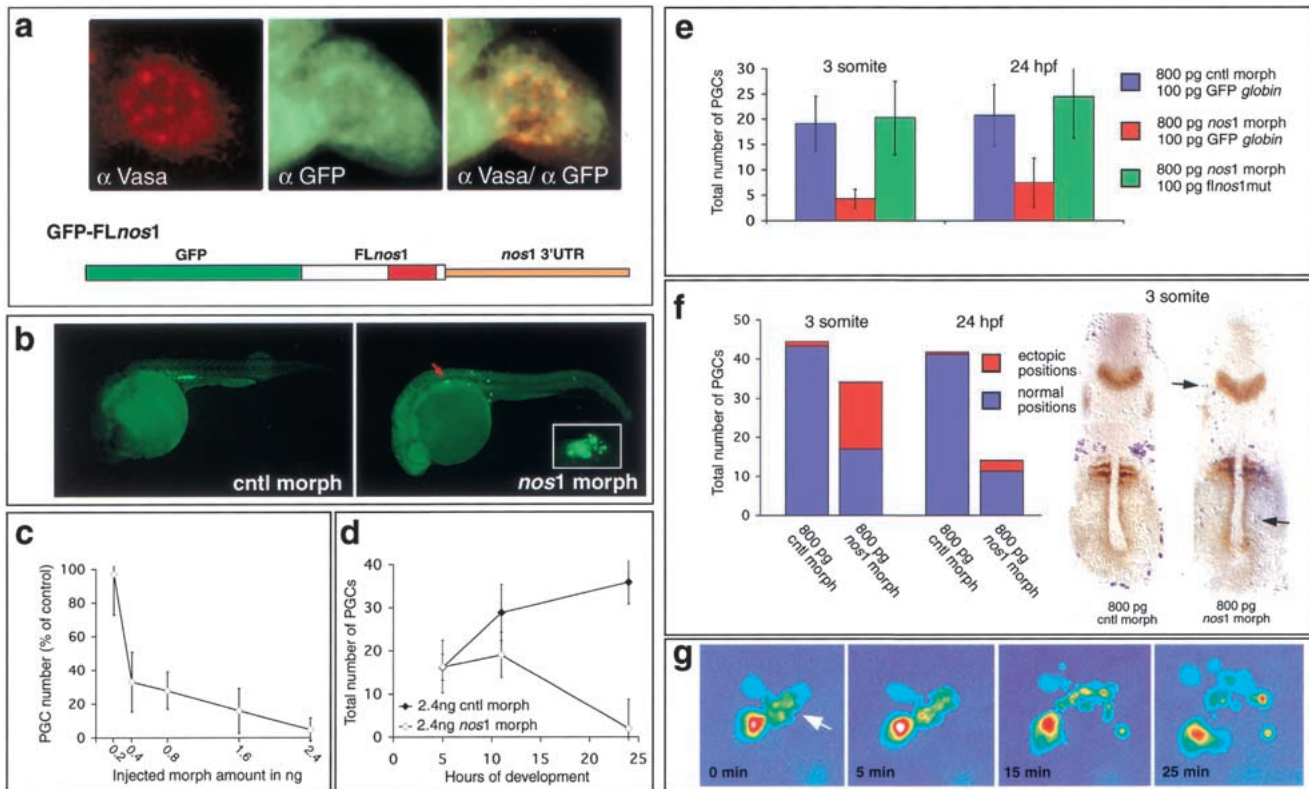 a
α Vasa
α GFP
α Vasa/ α GFP
GFP-FLnos1
GFP
FLnos1
nos1 3'UTR
b
cntl morph
nos1 morph
c
PGC number (% of control)
100
80
60
40
20
0
0.2
0.4
0.8
1.6
2.4
Injected morph amount in ng
d
Total number of PGCs
40
30
20
10
0
2.4ng cntl morph
2.4ng nos1 morph
0
5
10
15
20
25
Hours of development
e
3 somite
24 hpf
Total number of PGCs
30
25
20
15
10
5
0
800 pg cntl morph
100 pg GFP globin
800 pg nos1 morph
100 pg GFP globin
800 pg nos1 morph
100 pg flnos1mut
f
3 somite
24 hpf
Total number of PGCs
50
40
30
20
10
0
ectopic
positions
normal
positions
800 pg
cntl morph
800 pg
nos1 morph
800 pg
cntl morph
800 pg
nos1 morph
3 somite
800 pg
cntl morph
800 pg
nos1 morph
g
0 min
5 min
15 min
25 min